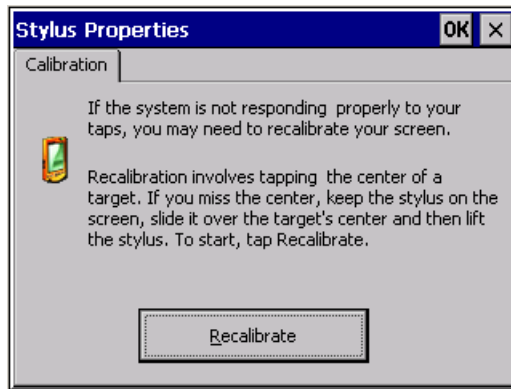 Stylus Properties OK ×
Calibration
If the system is not responding properly to your
taps, you may need to recalibrate your screen.
Recalibration involves tapping the center of a
target. If you miss the center, keep the stylus on the
screen, slide it over the target's center and then lift
the stylus. To start, tap Recalibrate.
Recalibrate